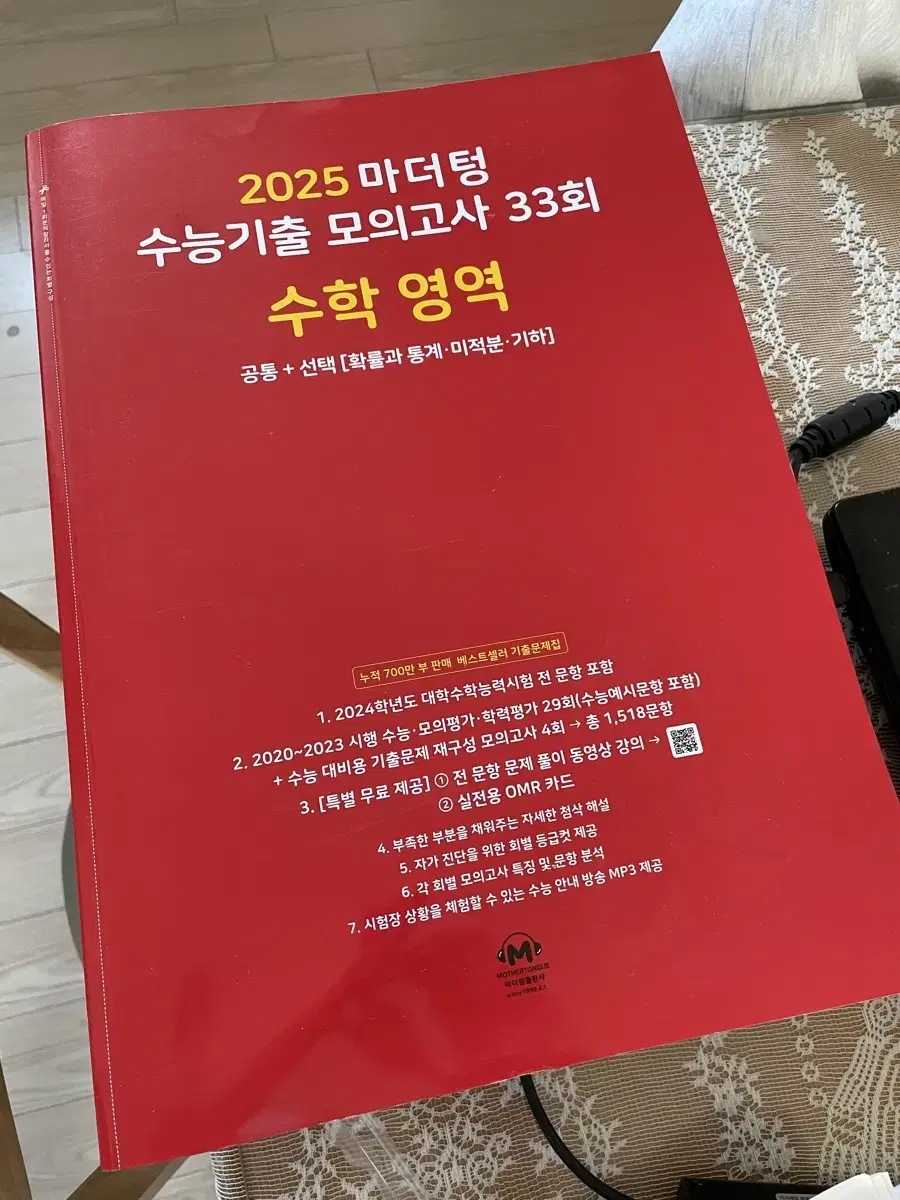 2025 마더텅
수능기출 모의고사 33회
수학 영역
공통 + 선택 [확률과 통계·미적분·기하]
누적 700만 부 판매 베스트셀러 기출문제집
1. 2024학년도 대학수학능력시험 전 문항 포함
2. 2020~2023 시행 수능·모의평가·학력평가 29회(수능예시문항 포함)
+ 수능 대비용 기출문제 재구성 모의고사 4회 → 총 1,518문항
3. [특별 무료 제공] ① 전 문항 문제 풀이 동영상 강의 →
② 실전용 OMR 카드
4. 부족한 부분을 채워주는 자세한 첨삭 해설
5. 자가 진단을 위한 회별 등급컷 제공
6. 각 회별 모의고사 특징 및 문항 분석
7. 시험장 상황을 체험할 수 있는 수능 안내 방송 MP3 제공
M
MOTHERTONGUE
마더텅출판사
since1999.4.1